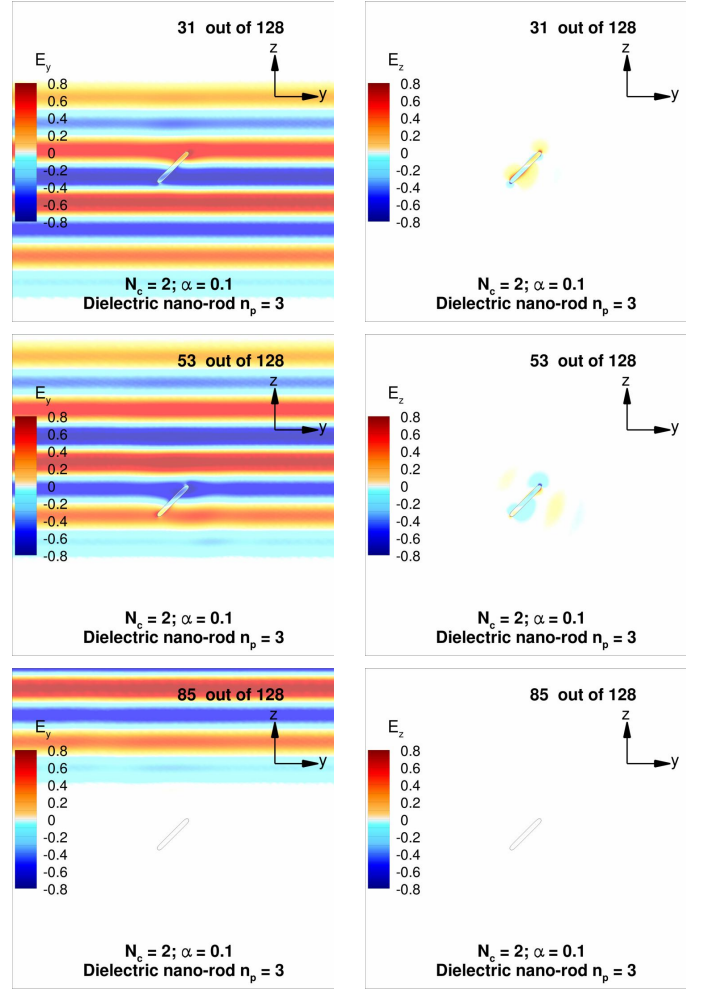 31 out of 128
z
y
E_y
0.8
0.6
0.4
0.2
0
-0.2
-0.4
-0.6
-0.8
N_c = 2; α = 0.1
Dielectric nano-rod n_p = 3
31 out of 128
z
y
E_z
0.8
0.6
0.4
0.2
0
-0.2
-0.4
-0.6
-0.8
N_c = 2; α = 0.1
Dielectric nano-rod n_p = 3
53 out of 128
z
y
E_y
0.8
0.6
0.4
0.2
0
-0.2
-0.4
-0.6
-0.8
N_c = 2; α = 0.1
Dielectric nano-rod n_p = 3
53 out of 128
z
y
E_z
0.8
0.6
0.4
0.2
0
-0.2
-0.4
-0.6
-0.8
N_c = 2; α = 0.1
Dielectric nano-rod n_p = 3
85 out of 128
z
y
E_y
0.8
0.6
0.4
0.2
0
-0.2
-0.4
-0.6
-0.8
N_c = 2; α = 0.1
Dielectric nano-rod n_p = 3
85 out of 128
z
y
E_z
0.8
0.6
0.4
0.2
0
-0.2
-0.4
-0.6
-0.8
N_c = 2; α = 0.1
Dielectric nano-rod n_p = 3